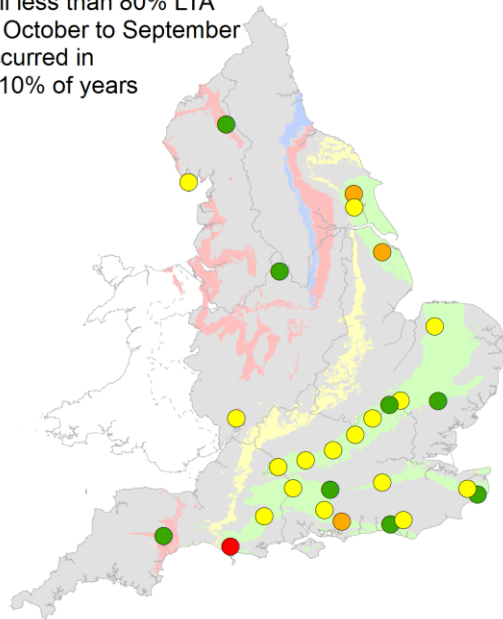 less than 80% LTA
October to September
curred in
10% of years